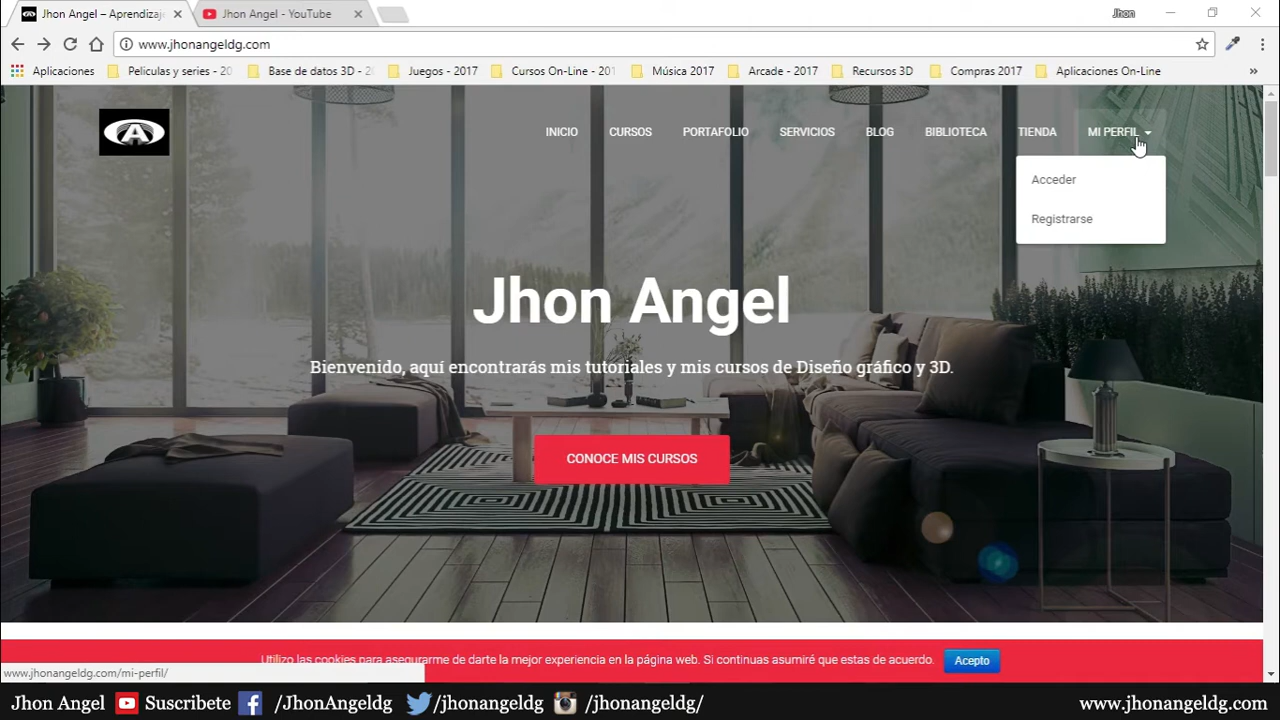 Jhon Angel – Aprendizaj
Jhon Angel - YouTube
Jhon
www.jhonangeldg.com
Aplicaciones
Peliculas y series - 20
Base de datos 3D - 2
Juegos - 2017
Cursos On-Line - 201
Música 2017
Arcade - 2017
Recursos 3D
Compras 2017
Aplicaciones On-Line
»
A
INICIO
CURSOS
PORTAFOLIO
SERVICIOS
BLOG
BIBLIOTECA
TIENDA
MI PERFIL
Acceder
Registrarse
Jhon Angel
Bienvenido, aquí encontrarás mis tutoriales y mis cursos de Diseño gráfico y 3D.
CONOCE MIS CURSOS
Utilizo las cookies para asegurarme de darte la mejor experiencia en la página web. Si continuas asumiré que estas de acuerdo.
Acepto
www.jhonangeldg.com/mi-perfil/
Jhon Angel Suscribete /JhonAngeldg /jhonangeldg /jhonangeldg/ www.jhonangeldg.com